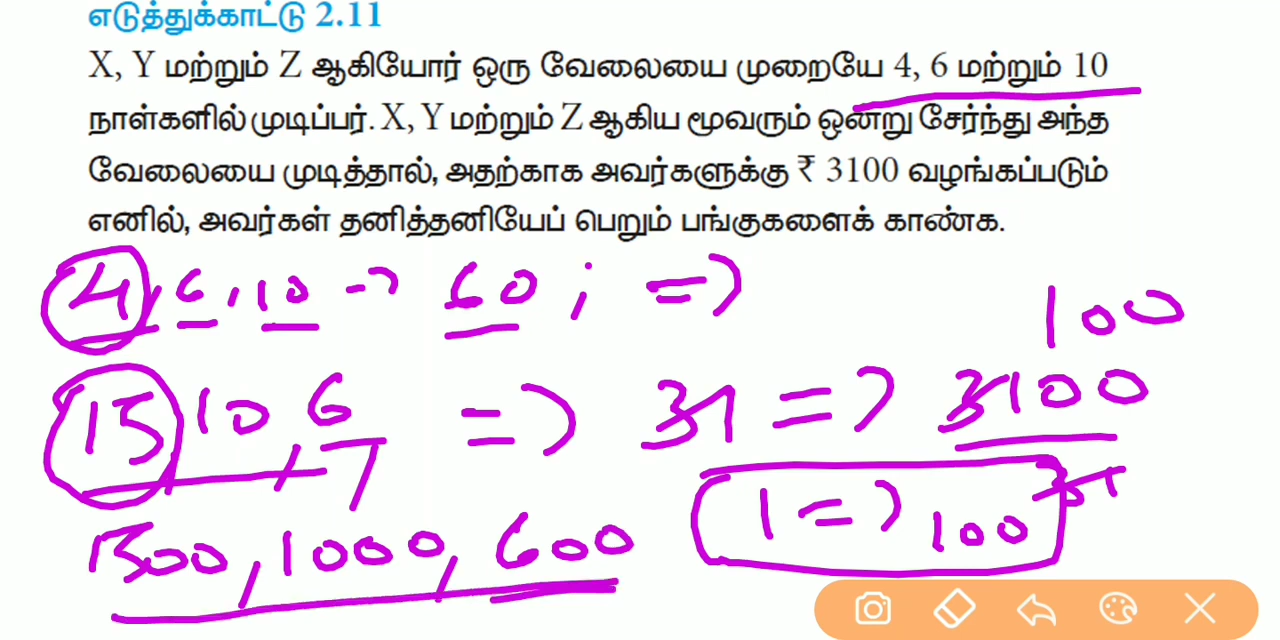 எடுத்துக்காட்டு 2.11
X, Y மற்றும் Z ஆகியோர் ஒரு வேலையை முறையே 4, 6 மற்றும் 10
நாள்களில் முடிப்பர். X, Y மற்றும் Z ஆகிய மூவரும் ஒன்று சேர்ந்து அந்த
வேலையை முடித்தால், அதற்காக அவர்களுக்கு ₹ 3100 வழங்கப்படும்
எனில், அவர்கள் தனித்தனியேப் பெறும் பங்குகளைக் காண்க.
4, 6, 10 -> 60 ; =>
100
15, 10, 6 => 31 => 3100
31
1 => 100
1500, 1000, 600